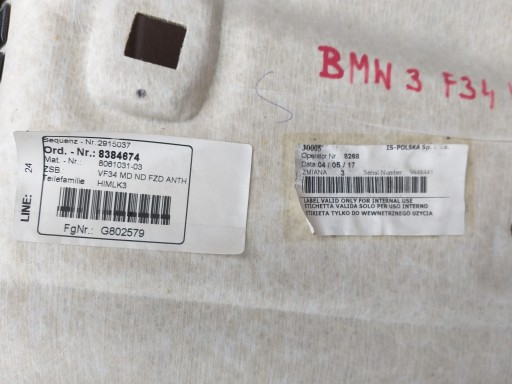 BMW 3 F34
Sequenz - Nr.:2915037
Ord. - Nr.: 8384674
Mat. - Nr.: 8061031-03
ZSB : VF34 MD ND FZD ANTH
Teilefamilie HIMLK3
LINE: 24
FgNr.: G802579
IS-POLSKA Sp.
Operator Nr 8268
Data 04 / 05 / 17
ZMIANA 3 Serial Number
LABEL VALID ONLY FOR INTERNAL USE
ETICHETTA VALIDA SOLO PER USO INTERNO
ETYKIETA TYLKO DO WEWNETRZNEGO UZYCIA